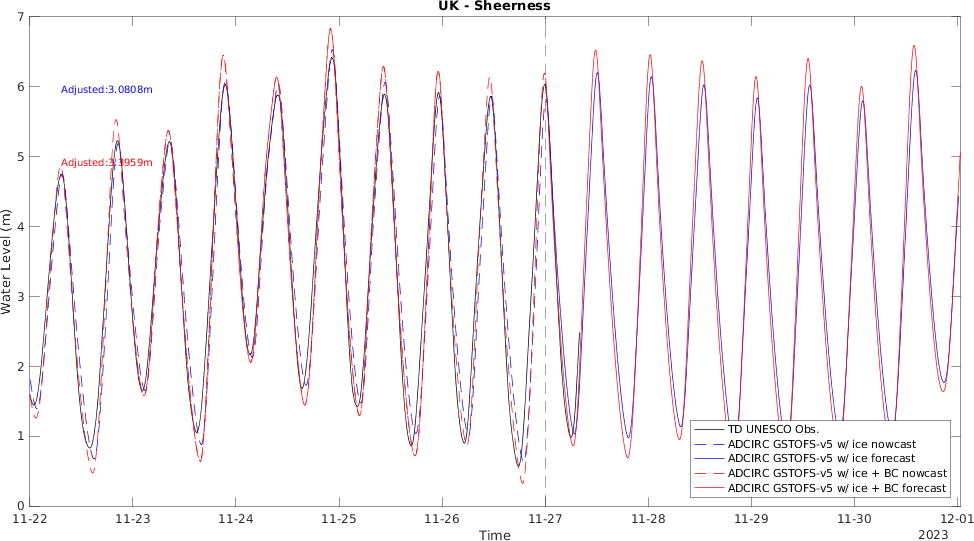 UK - Sheerness
7
6
5
4
3
2
1
0
Water Level (m)
Adjusted:3.0808m
Adjusted:3.3959m
11-22
11-23
11-24
11-25
11-26
11-27
11-28
11-29
11-30
12-01
Time
2023
TD UNESCO Obs.
ADCIRC GSTOFS-v5 w/ ice nowcast
ADCIRC GSTOFS-v5 w/ ice forecast
ADCIRC GSTOFS-v5 w/ ice + BC nowcast
ADCIRC GSTOFS-v5 w/ ice + BC forecast